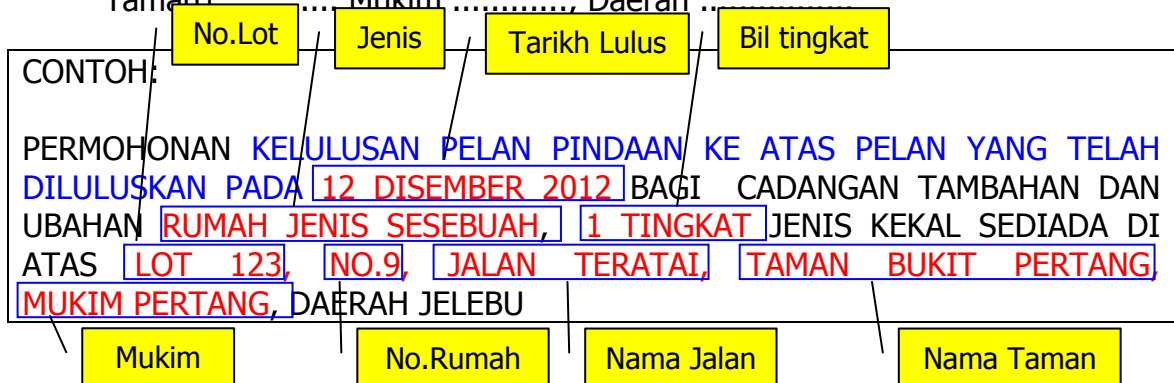 Taman ............ Mukim ............, Daerah ................
No.Lot Jenis Tarikh Lulus Bil tingkat
CONTOH:
PERMOHONAN KELULUSAN PELAN PINDAAN KE ATAS PELAN YANG TELAH
DILULUSKAN PADA 12 DISEMBER 2012 BAGI CADANGAN TAMBAHAN DAN
UBAHAN RUMAH JENIS SESEBUAH, 1 TINGKAT JENIS KEKAL SEDIADA DI
ATAS LOT 123, NO.9, JALAN TERATAI, TAMAN BUKIT PERTANG,
MUKIM PERTANG, DAERAH JELEBU
Mukim No.Rumah Nama Jalan Nama Taman